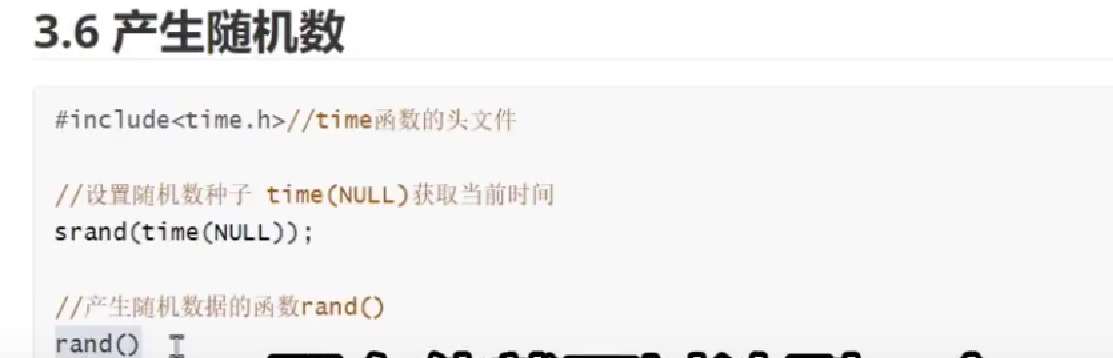 3.6 产生随机数
#include<time.h>//time函数的头文件
//设置随机数种子 time(NULL)获取当前时间
srand(time(NULL));
//产生随机数据的函数rand()
rand()